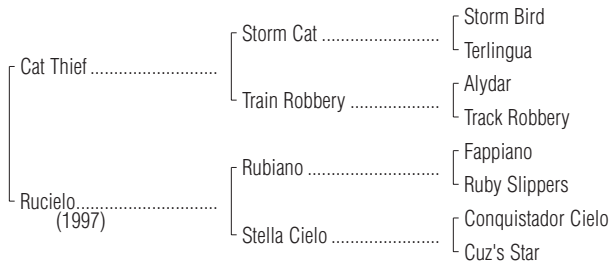 Storm Bird
Storm Cat ......................
Terlingua
Cat Thief ........................
Alydar
Train Robbery .................
Track Robbery
Fappiano
Rubiano .........................
Ruby Slippers
Rucielo...........................
(1997)
Conquistador Cielo
Stella Cielo ....................
Cuz's Star